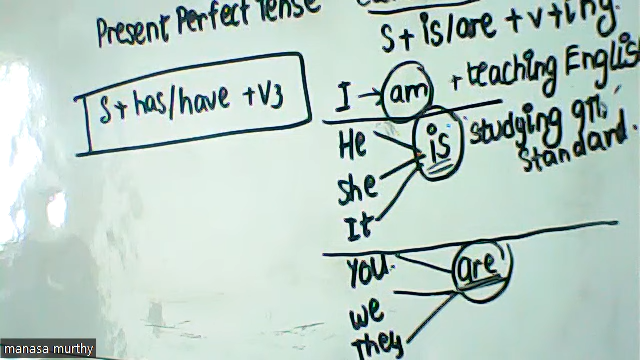 Present Perfect Tense
S + has/have + V3
S + is/are + v + ing
I → am + teaching English
He
She
It
is studying
standard.
You
We
They
are
manasa murthy